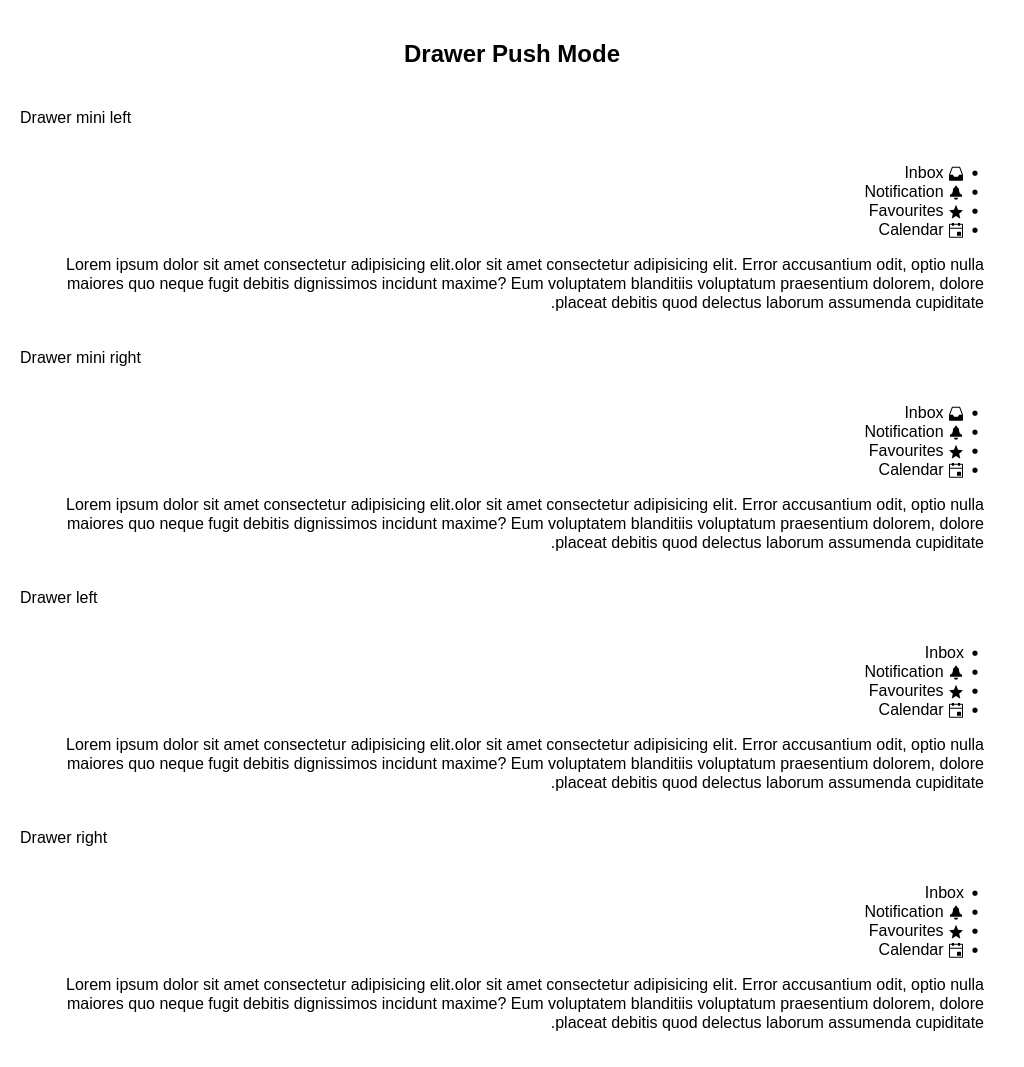 Drawer Push Mode
Drawer mini left
Inbox
Notification
Favourites
Calendar
Lorem ipsum dolor sit amet consectetur adipisicing elit.olor sit amet consectetur adipisicing elit. Error accusantium odit, optio nulla
maiores quo neque fugit debitis dignissimos incidunt maxime? Eum voluptatem blanditiis voluptatum praesentium dolorem, dolore
.placeat debitis quod delectus laborum assumenda cupiditate
Drawer mini right
Inbox
Notification
Favourites
Calendar
Lorem ipsum dolor sit amet consectetur adipisicing elit.olor sit amet consectetur adipisicing elit. Error accusantium odit, optio nulla
maiores quo neque fugit debitis dignissimos incidunt maxime? Eum voluptatem blanditiis voluptatum praesentium dolorem, dolore
.placeat debitis quod delectus laborum assumenda cupiditate
Drawer left
Inbox
Notification
Favourites
Calendar
Lorem ipsum dolor sit amet consectetur adipisicing elit.olor sit amet consectetur adipisicing elit. Error accusantium odit, optio nulla
maiores quo neque fugit debitis dignissimos incidunt maxime? Eum voluptatem blanditiis voluptatum praesentium dolorem, dolore
.placeat debitis quod delectus laborum assumenda cupiditate
Drawer right
Inbox
Notification
Favourites
Calendar
Lorem ipsum dolor sit amet consectetur adipisicing elit.olor sit amet consectetur adipisicing elit. Error accusantium odit, optio nulla
maiores quo neque fugit debitis dignissimos incidunt maxime? Eum voluptatem blanditiis voluptatum praesentium dolorem, dolore
.placeat debitis quod delectus laborum assumenda cupiditate